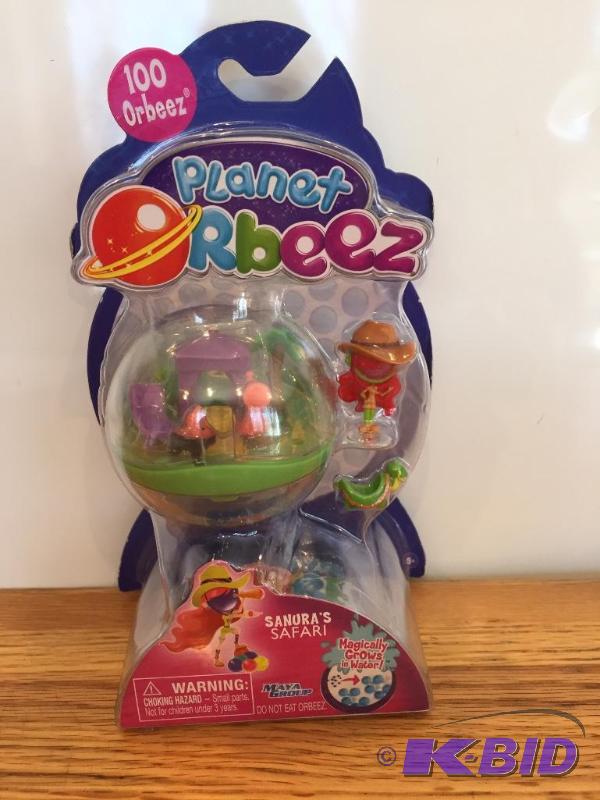 100
Orbeez®
Planet
Orbeez
SANURA'S
SAFARI
Magically
Grows
in Water!
WARNING:
CHOKING HAZARD – Small parts.
Not for children under 3 years.
MAYA
GROUP
DO NOT EAT ORBEEZ
5+
© K-BID